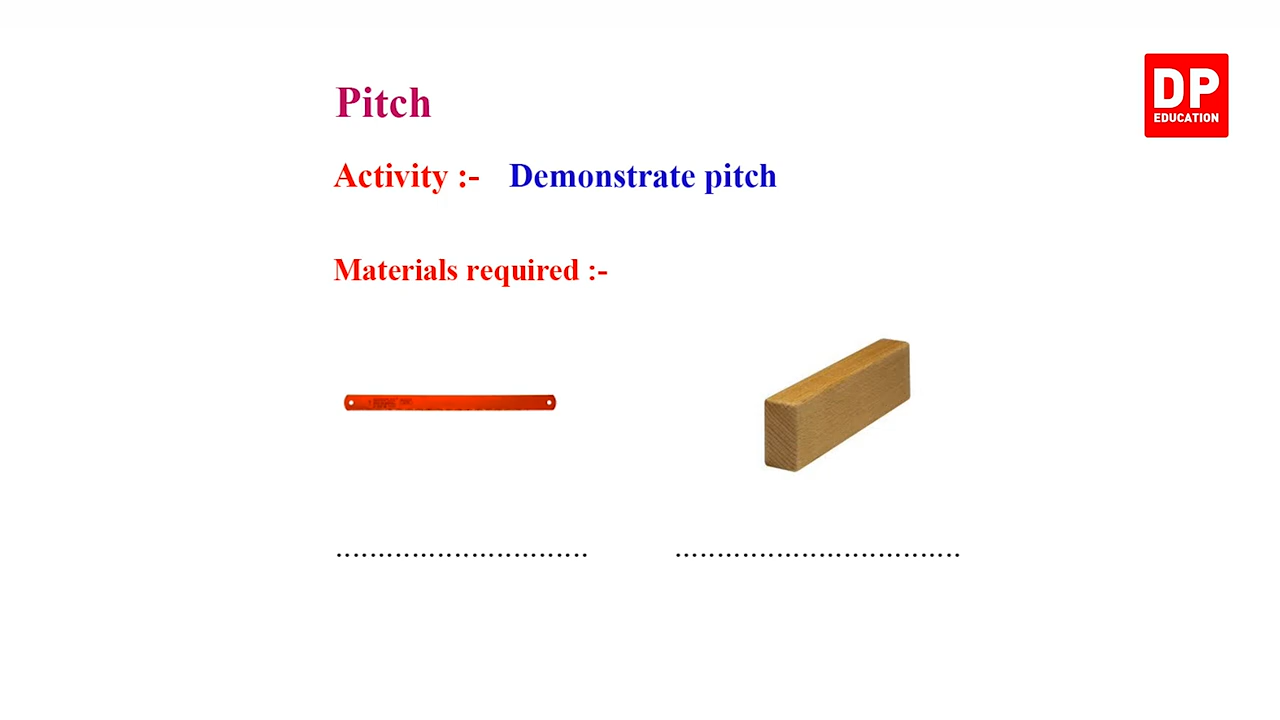 DP
EDUCATION
Pitch
Activity :- Demonstrate pitch
Materials required :-
................................ ....................................